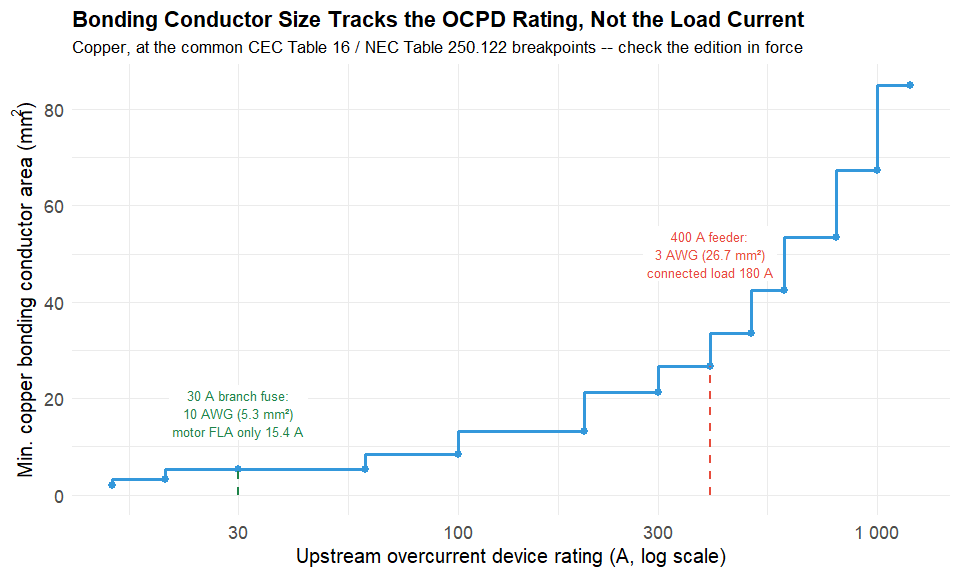 Bonding Conductor Size Tracks the OCPD Rating, Not the Load Current
Copper, at the common CEC Table 16 / NEC Table 250.122 breakpoints -- check the edition in force
Min. copper bonding conductor area (mm²)
80
60
40
20
0
400 A feeder:
3 AWG (26.7 mm²)
connected load 180 A
30 A branch fuse:
10 AWG (5.3 mm²)
motor FLA only 15.4 A
30
100
300
1 000
Upstream overcurrent device rating (A, log scale)